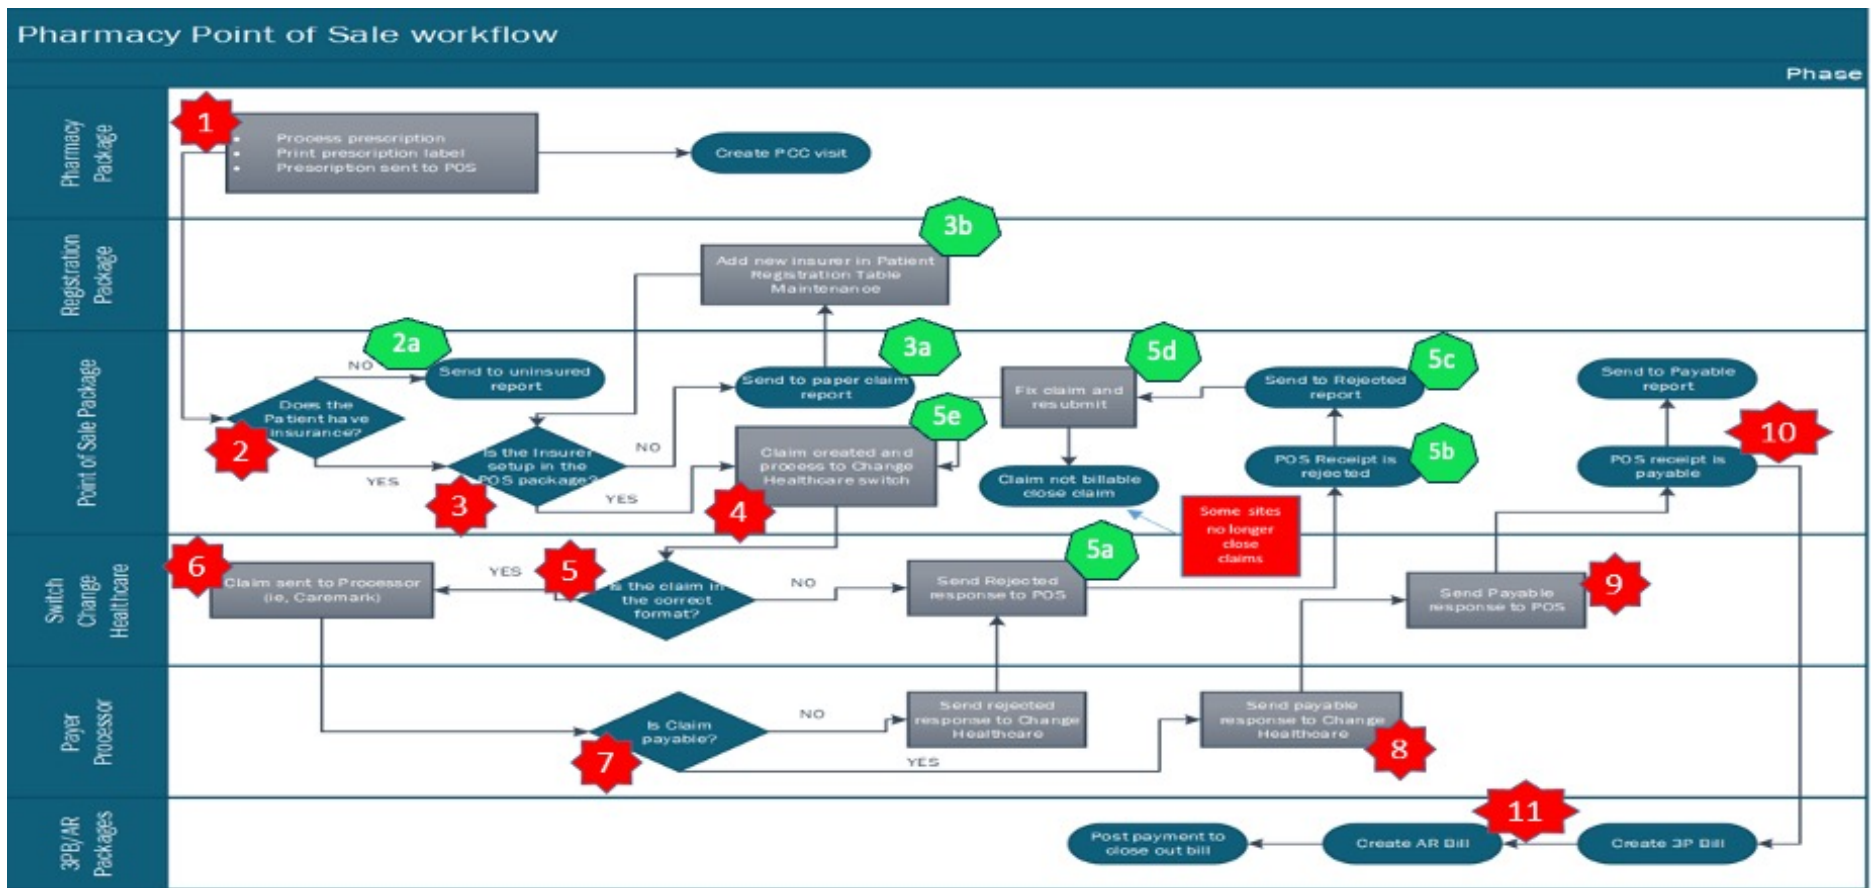 Pharmacy Point of Sale workflow
Phase
Pharmacy
Package
1
Process prescription
Print prescription label
Prescription sent to POS
Create PCC visit
Registration
Package
3b
Add new insurer in Patient
Registration Table
Maintenance
Point of Sale Package
2a
NO
Send to uninsured
report
Does the
Patient have
insurance?
2
YES
3a
Send to paper claim
report
NO
Is the Insurer
setup in the
POS package?
3
YES
5e
Claim created and
process to Change
Healthcare switch
4
5d
Fix claim and
resubmit
Claim not billable
close claim
Some sites
no longer
close
claims
5c
Send to Rejected
report
5b
POS Receipt is
rejected
Send to Payable
report
10
POS receipt is
payable
Switch
Change
Healthcare
6
Claim sent to Processor
(ie, Caremark)
YES
5
Is the claim in
the correct
format?
NO
5a
Send Rejected
response to POS
9
Send Payable
response to POS
Payer
Processor
Is Claim
payable?
7
NO
YES
Send rejected
response to Change
Healthcare
Send payable
response to Change
Healthcare
8
3PB/AR
Packages
Post payment to
close out bill
Create AR Bill
11
Create 3P Bill